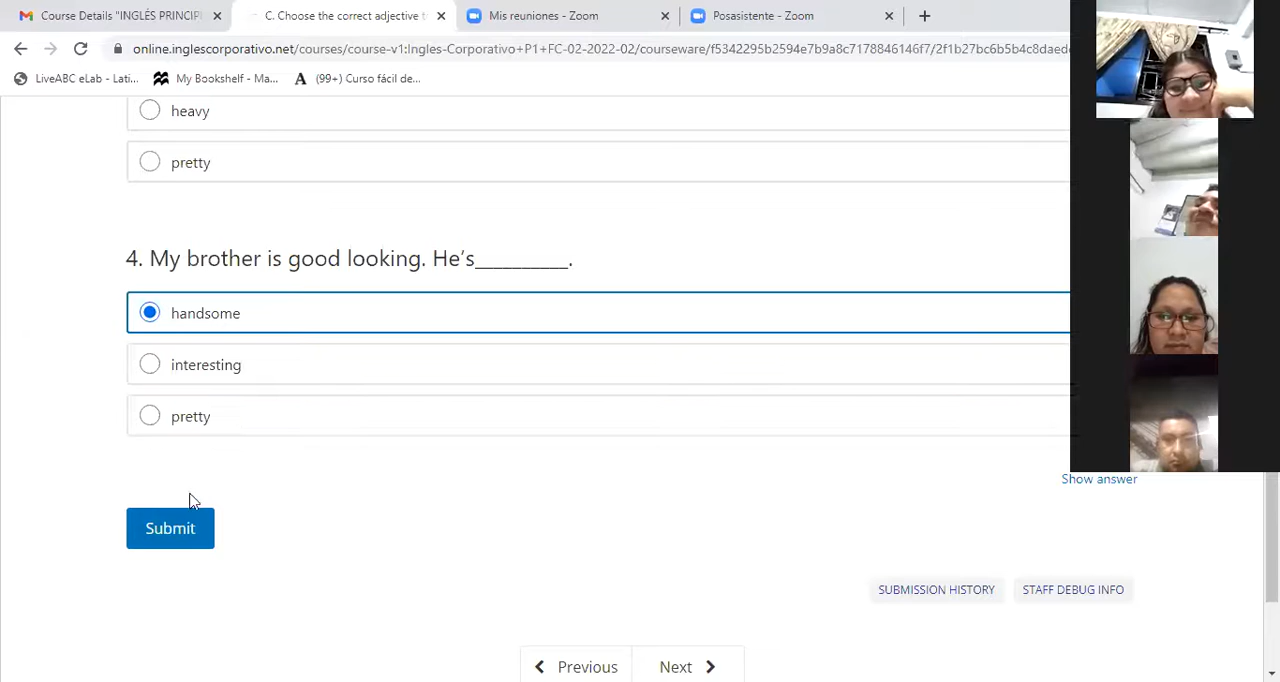 Course Details "INGLÉS PRINCIPI
C. Choose the correct adjective t
Mis reuniones - Zoom
Posasistente - Zoom
online.inglescorporativo.net/courses/course-v1:Ingles-Corporativo+P1+FC-02-2022-02/courseware/f5342295b2594e7b9a8c7178846146f7/2f1b27bc6b5b4c8daed
LiveABC eLab - Lati...
My Bookshelf - Ma...
(99+) Curso fácil de...
heavy
pretty
4. My brother is good looking. He's_________.
handsome
interesting
pretty
Show answer
Submit
SUBMISSION HISTORY
STAFF DEBUG INFO
Previous
Next